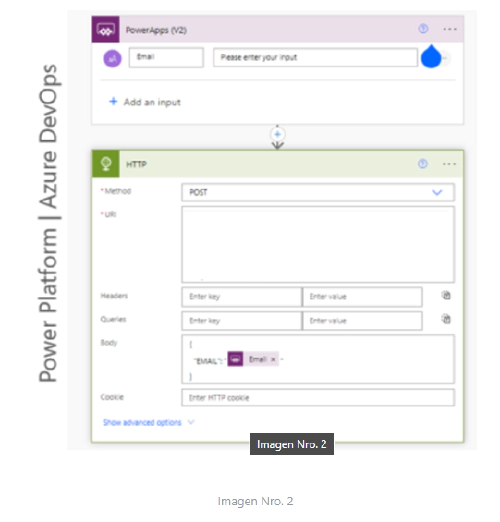 Power Platform | Azure DevOps
PowerApps (V2)
Email
Please enter your input
+ Add an input
HTTP
* Method
POST
* URI
Headers
Enter key
Enter value
Queries
Enter key
Enter value
Body
{
"EMAIL": " Email × "
}
Cookie
Enter HTTP cookie
Show advanced options
Imagen Nro. 2
Imagen Nro. 2